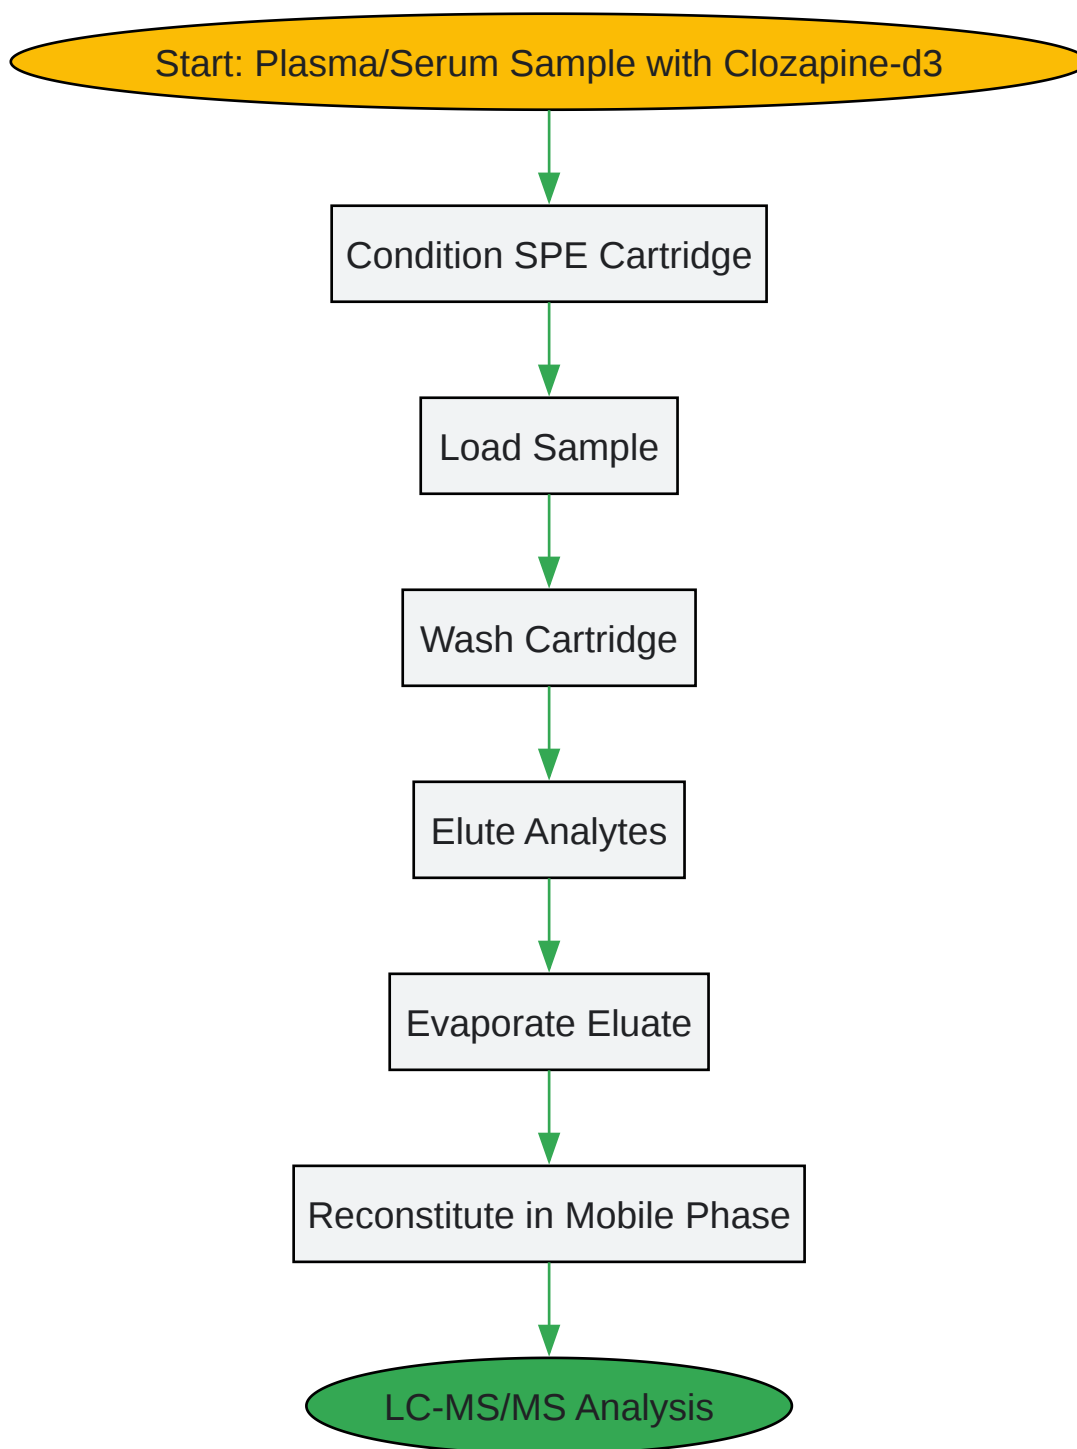 Start: Plasma/Serum Sample with Clozapine-d3
Condition SPE Cartridge
Load Sample
Wash Cartridge
Elute Analytes
Evaporate Eluate
Reconstitute in Mobile Phase
LC-MS/MS Analysis